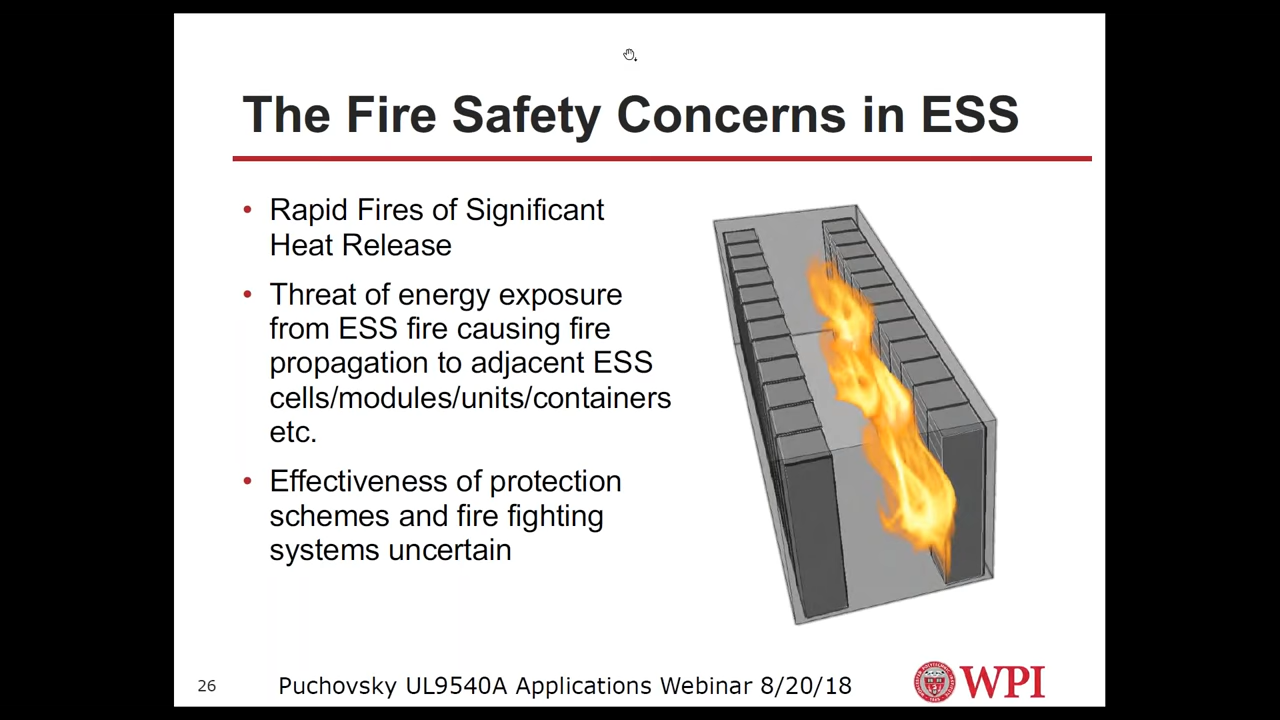 The Fire Safety Concerns in ESS
• Rapid Fires of Significant
Heat Release
• Threat of energy exposure
from ESS fire causing fire
propagation to adjacent ESS
cells/modules/units/containers
etc.
• Effectiveness of protection
schemes and fire fighting
systems uncertain
26
Puchovsky UL9540A Applications Webinar 8/20/18
WPI